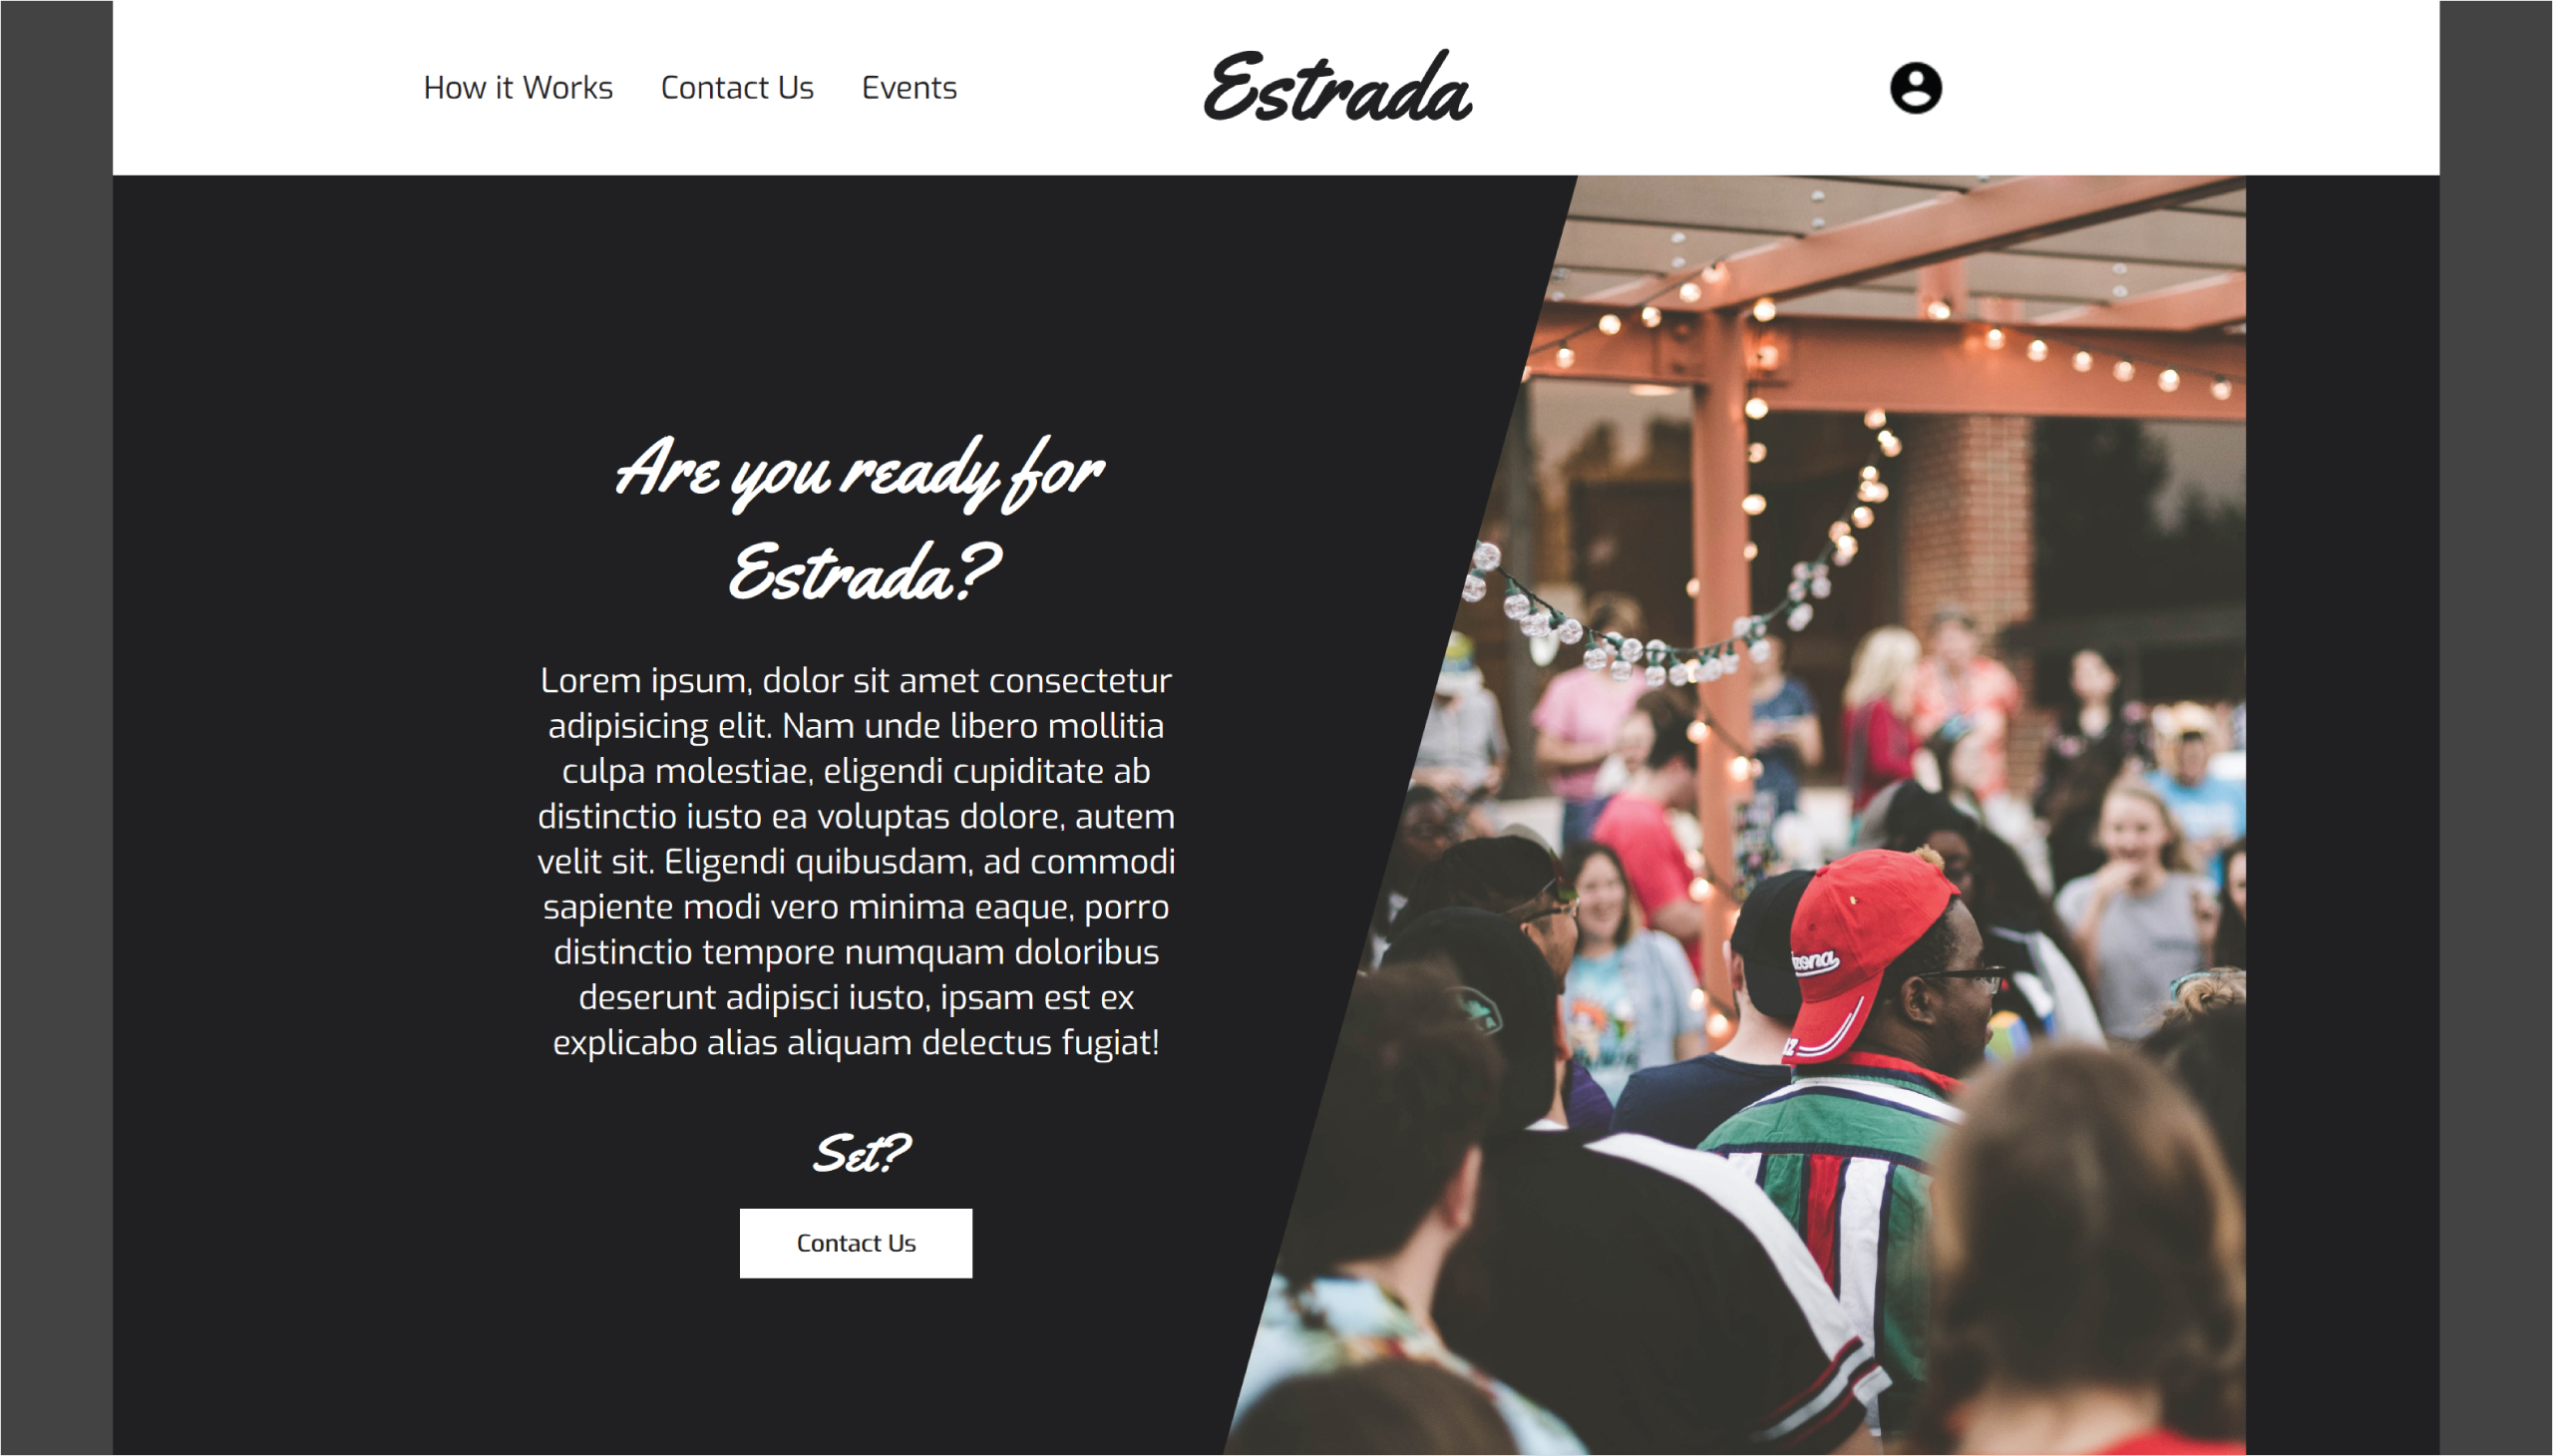 How it Works Contact Us Events Estrada
Are you ready for
Estrada?
Lorem ipsum, dolor sit amet consectetur
adipisicing elit. Nam unde libero mollitia
culpa molestiae, eligendi cupiditate ab
distinctio iusto ea voluptas dolore, autem
velit sit. Eligendi quibusdam, ad commodi
sapiente modi vero minima eaque, porro
distinctio tempore numquam doloribus
deserunt adipisci iusto, ipsam est ex
explicabo alias aliquam delectus fugiat!
Set?
Contact Us